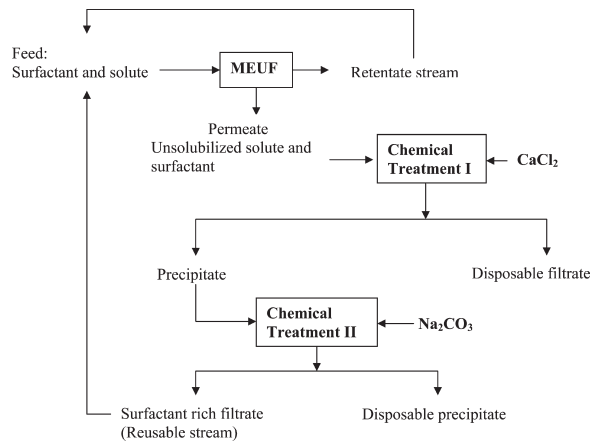 Feed:
Surfactant and solute
MEUF
Retentate stream
Permeate
Unsolubilized solute and
surfactant
Chemical
Treatment I
CaCl₂
Precipitate
Disposable filtrate
Chemical
Treatment II
Na₂CO₃
Surfactant rich filtrate
(Reusable stream)
Disposable precipitate